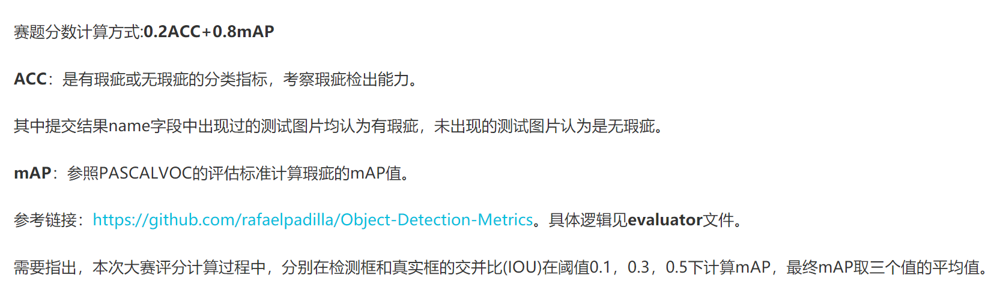 赛题分数计算方式:0.2ACC+0.8mAP
ACC：是有瑕疵或无瑕疵的分类指标，考察瑕疵检出能力。
其中提交结果name字段中出现过的测试图片均认为有瑕疵，未出现的测试图片认为是无瑕疵。
mAP：参照PASCALVOC的评估标准计算瑕疵的mAP值。
参考链接：https://github.com/rafaelpadilla/Object-Detection-Metrics。具体逻辑见evaluator文件。
需要指出，本次大赛评分计算过程中，分别在检测框和真实框的交并比(IOU)在阈值0.1，0.3，0.5下计算mAP，最终mAP取三个值的平均值。